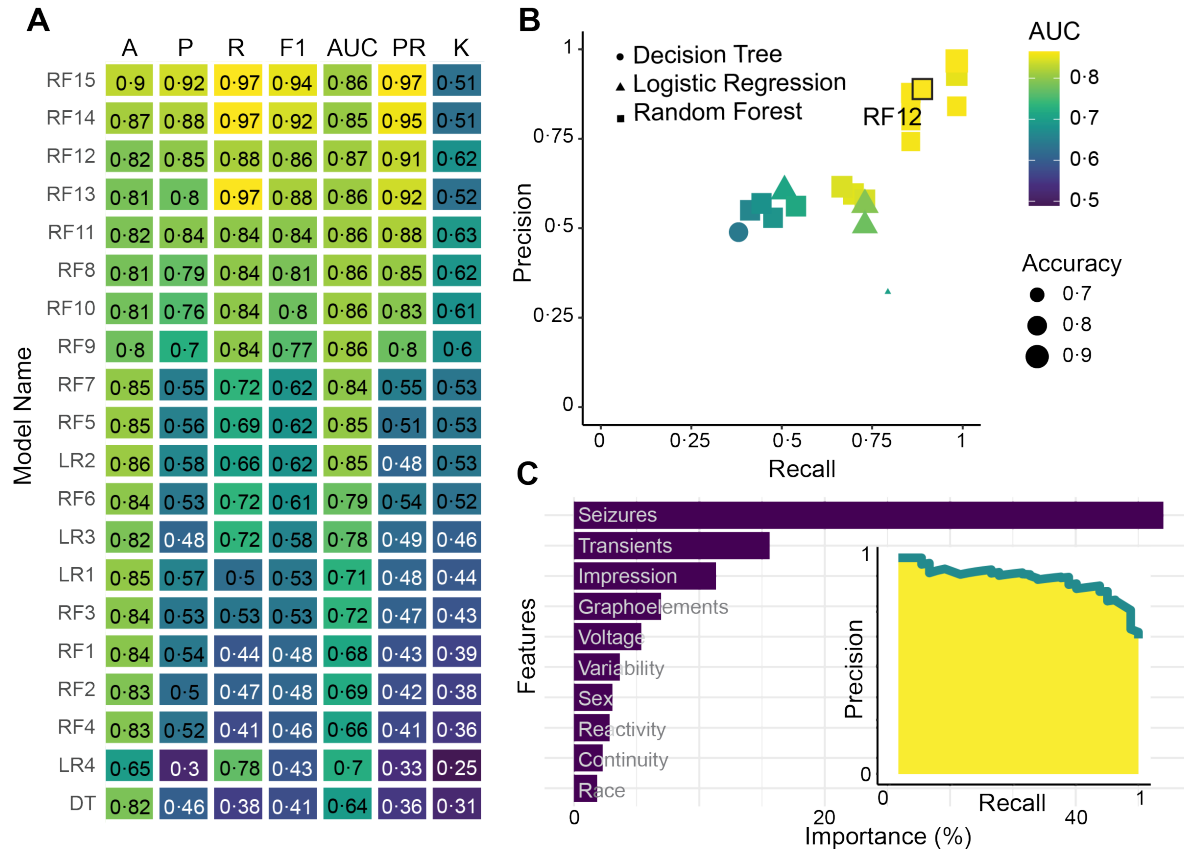 A
A P R F1 AUC PR K
RF15 0·9 0·92 0·97 0·94 0·86 0·97 0·51
RF14 0·87 0·88 0·97 0·92 0·85 0·95 0·51
RF12 0·82 0·85 0·88 0·86 0·87 0·91 0·62
RF13 0·81 0·8 0·97 0·88 0·86 0·92 0·52
RF11 0·82 0·84 0·84 0·84 0·86 0·88 0·63
RF8 0·81 0·79 0·84 0·81 0·86 0·85 0·62
RF10 0·81 0·76 0·84 0·8 0·86 0·83 0·61
RF9 0·8 0·7 0·84 0·77 0·86 0·8 0·6
RF7 0·85 0·55 0·72 0·62 0·84 0·55 0·53
RF5 0·85 0·56 0·69 0·62 0·85 0·51 0·53
LR2 0·86 0·58 0·66 0·62 0·85 0·48 0·53
RF6 0·84 0·53 0·72 0·61 0·79 0·54 0·52
LR3 0·82 0·48 0·72 0·58 0·78 0·49 0·46
LR1 0·85 0·57 0·5 0·53 0·71 0·48 0·44
RF3 0·84 0·53 0·53 0·53 0·72 0·47 0·43
RF1 0·84 0·54 0·44 0·48 0·68 0·43 0·39
RF2 0·83 0·5 0·47 0·48 0·69 0·42 0·38
RF4 0·83 0·52 0·41 0·46 0·66 0·41 0·36
LR4 0·65 0·3 0·78 0·43 0·7 0·33 0·25
DT 0·82 0·46 0·38 0·41 0·64 0·36 0·31
Model Name
B
Decision Tree
Logistic Regression
Random Forest
RF12
1
0·75
0·5
0·25
0
Precision
0 0·25 0·5 0·75 1
Recall
AUC
0·8
0·7
0·6
0·5
Accuracy
0·7
0·8
0·9
C
Features
Seizures
Transients
Impression
Graphoelements
Voltage
Variability
Sex
Reactivity
Continuity
Race
0 20 40
Importance (%)
1
0
Precision
0 1
Recall